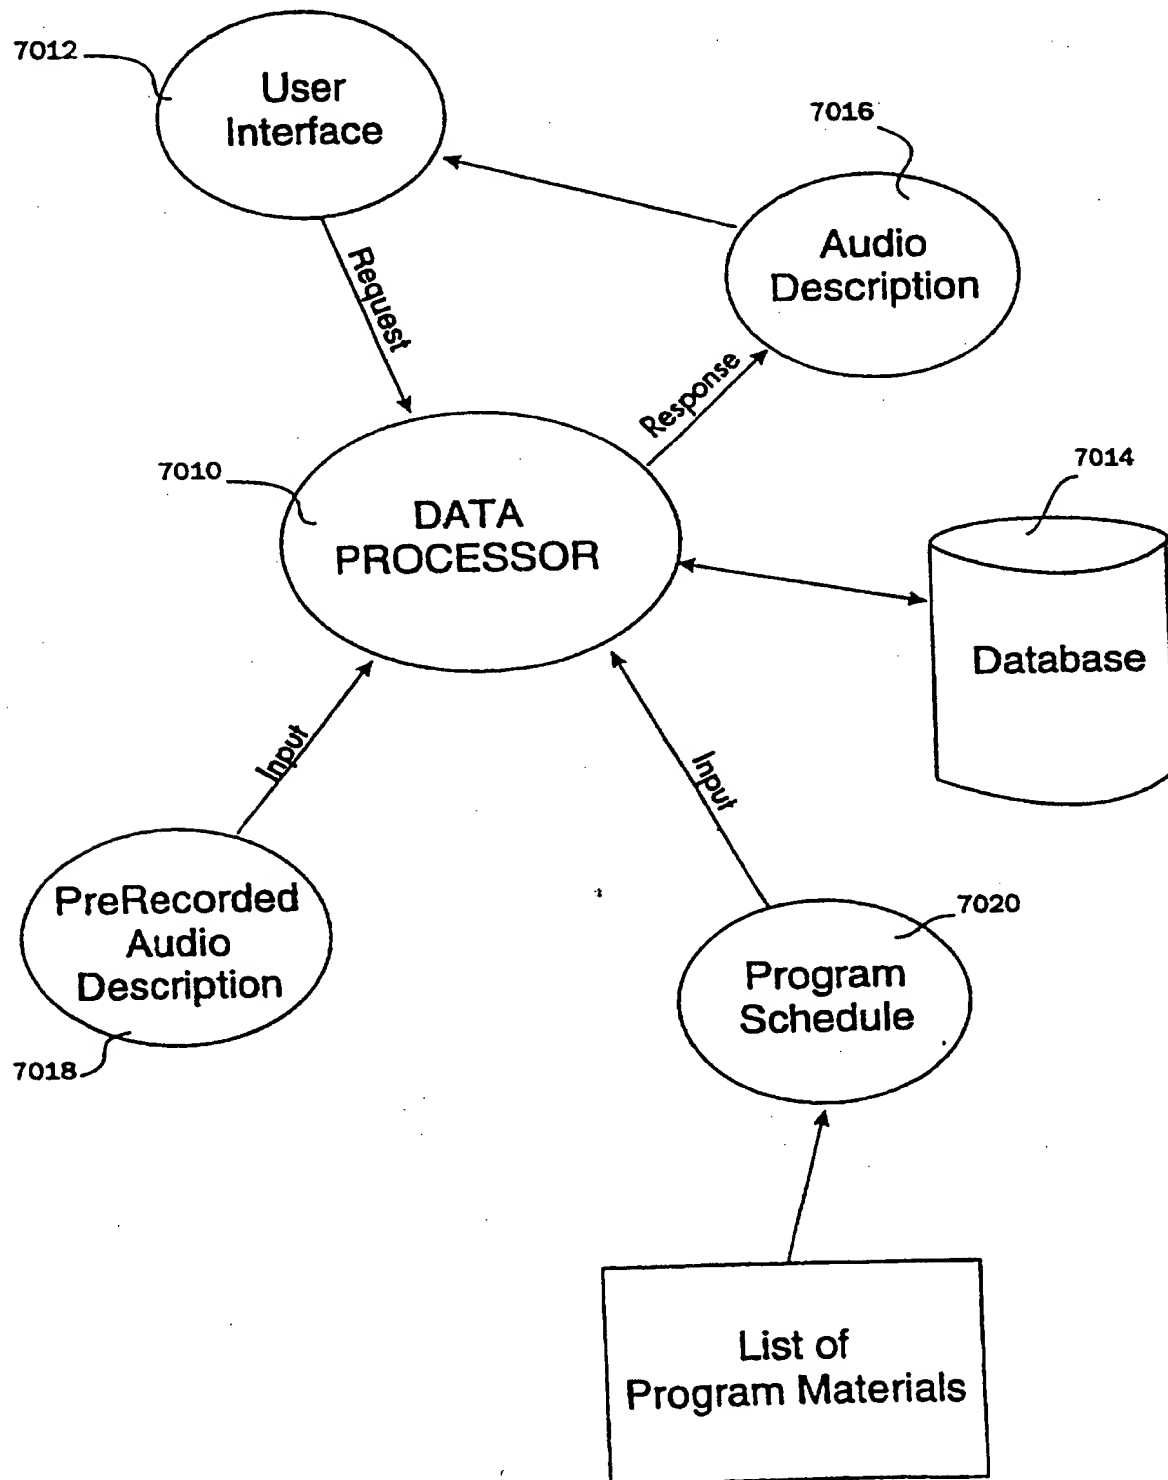 7012
User
Interface
7016
Audio
Description
Request
Response
7010
DATA
PROCESSOR
7014
Database
Input
Input
PreRecorded
Audio
Description
7018
7020
Program
Schedule
List of
Program Materials